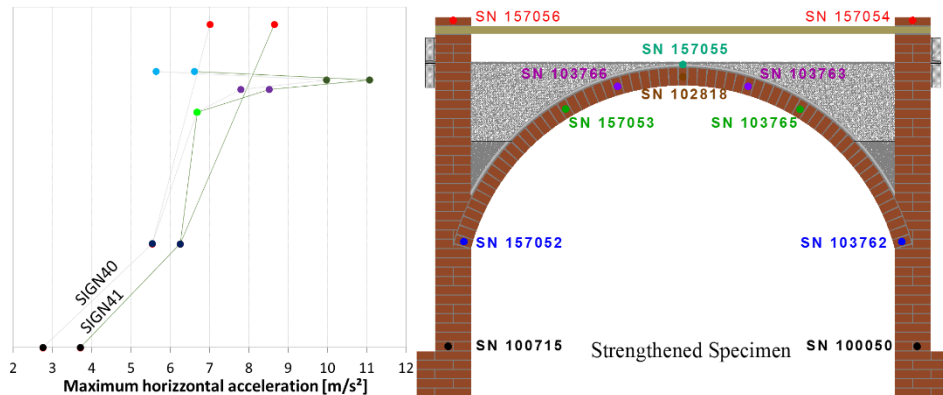 SIGN40
SIGN41
2 3 4 5 6 7 8 9 10 11 12
Maximum horizzontal acceleration [m/s²]
SN 157056
SN 157054
SN 157055
SN 103766
SN 103763
SN 102818
SN 157053
SN 103765
SN 157052
SN 103762
SN 100715
SN 100050
Strengthened Specimen